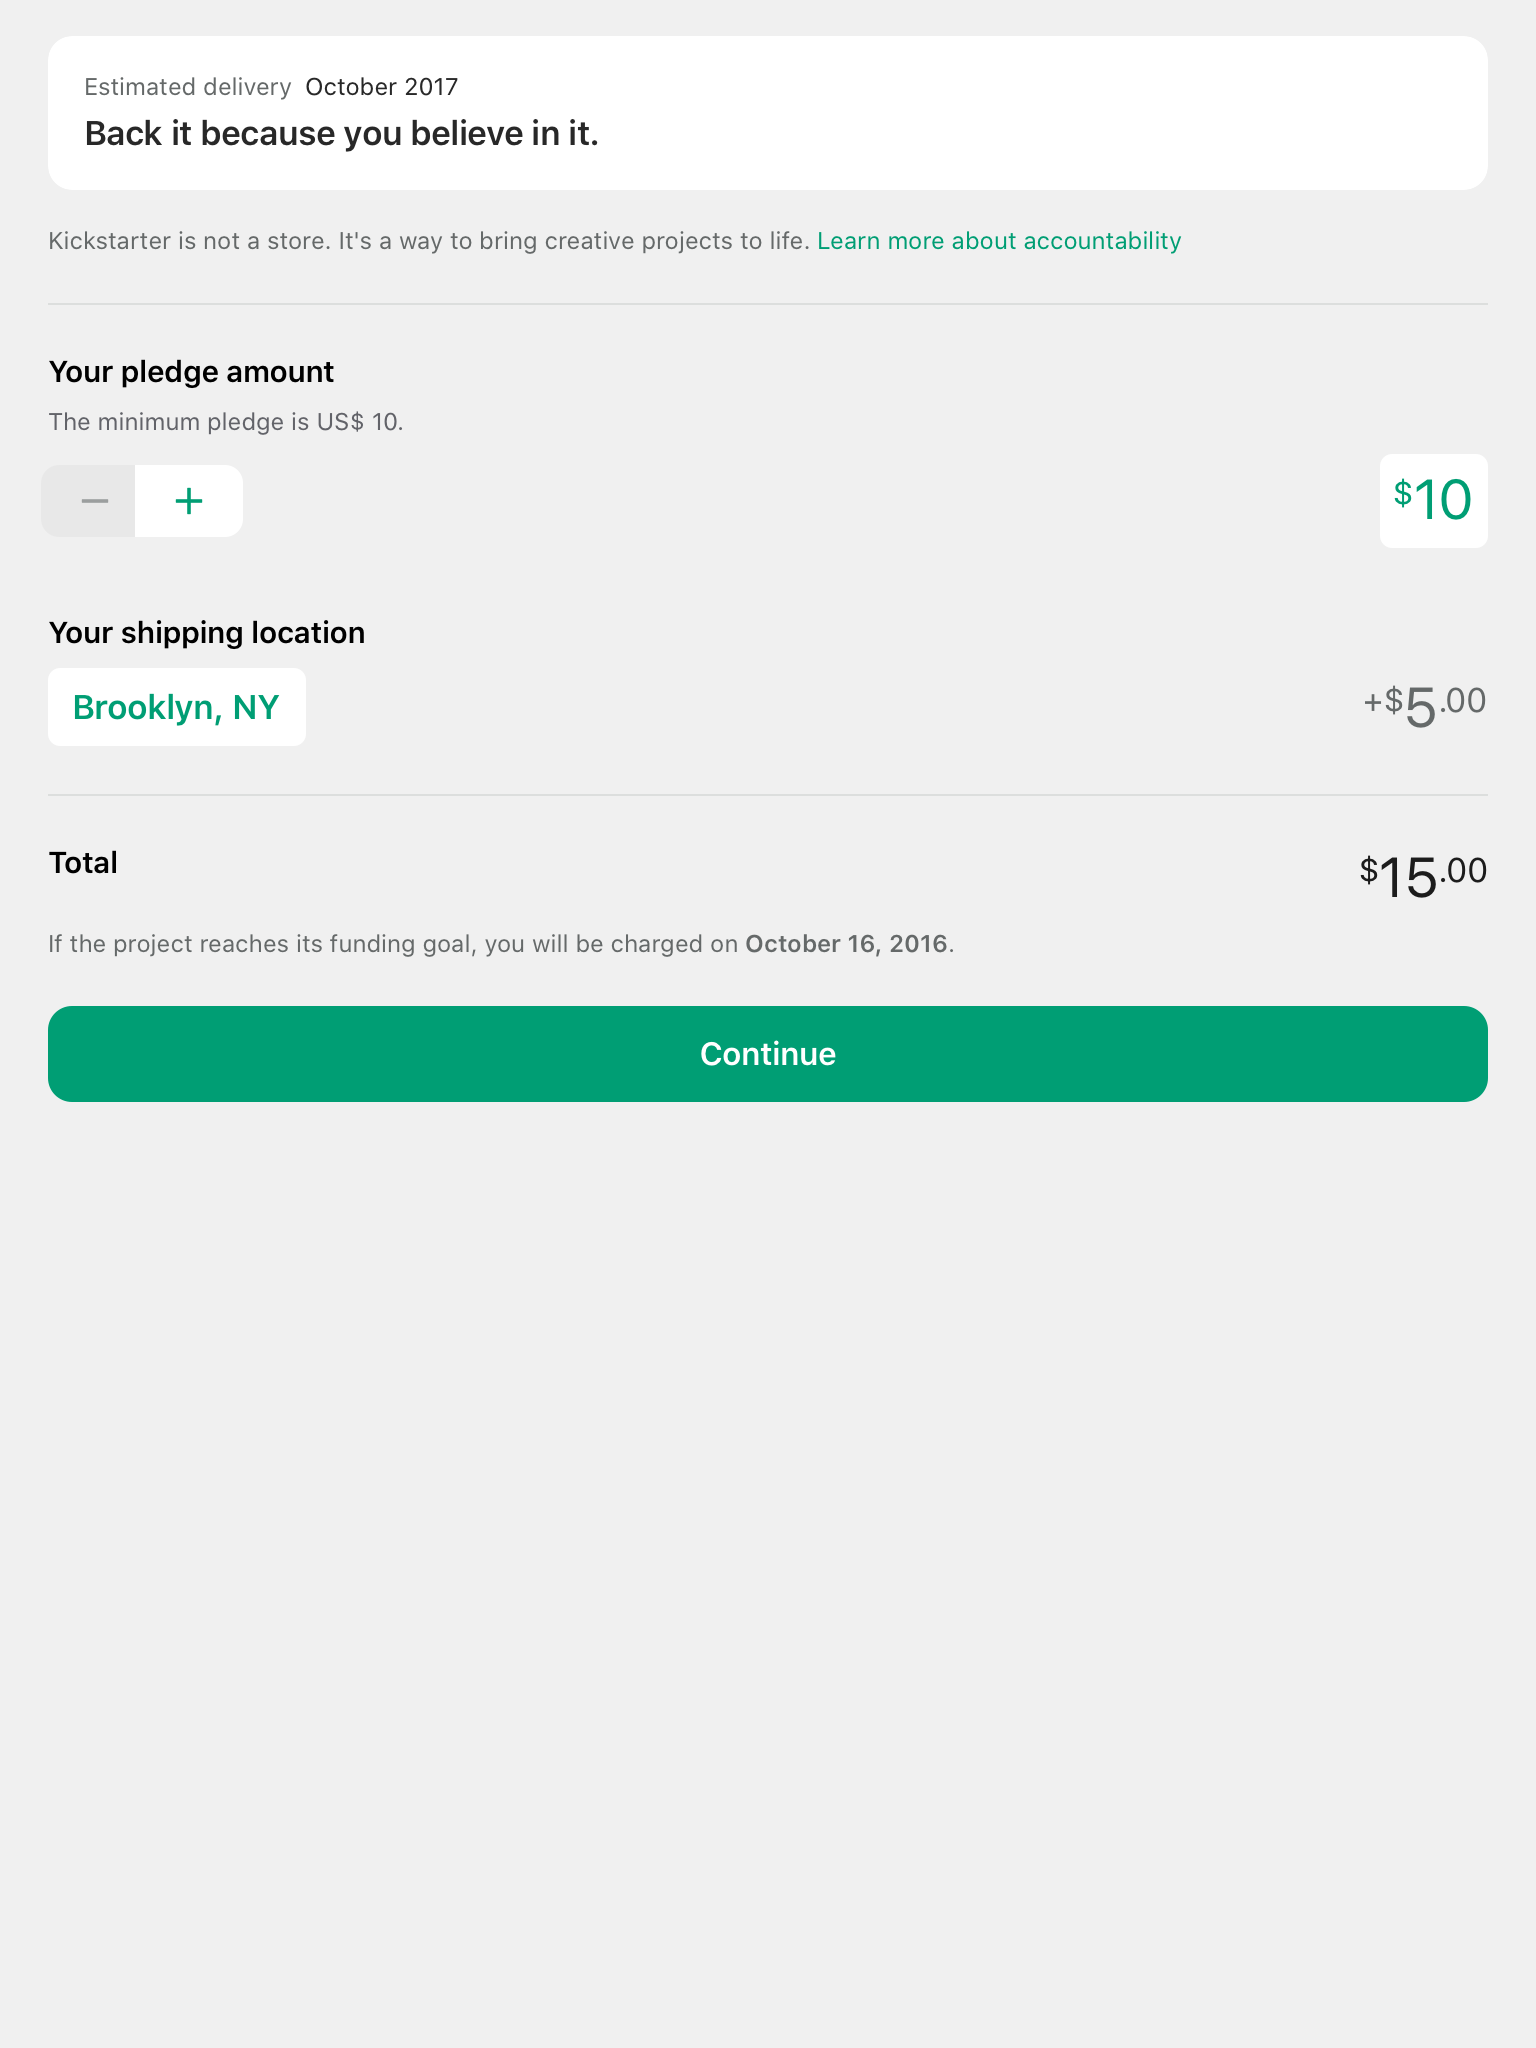 Estimated delivery October 2017
Back it because you believe in it.
Kickstarter is not a store. It's a way to bring creative projects to life. Learn more about accountability
Your pledge amount
The minimum pledge is US$ 10.
− + $10
Your shipping location
Brooklyn, NY +$5.00
Total $15.00
If the project reaches its funding goal, you will be charged on October 16, 2016.
Continue